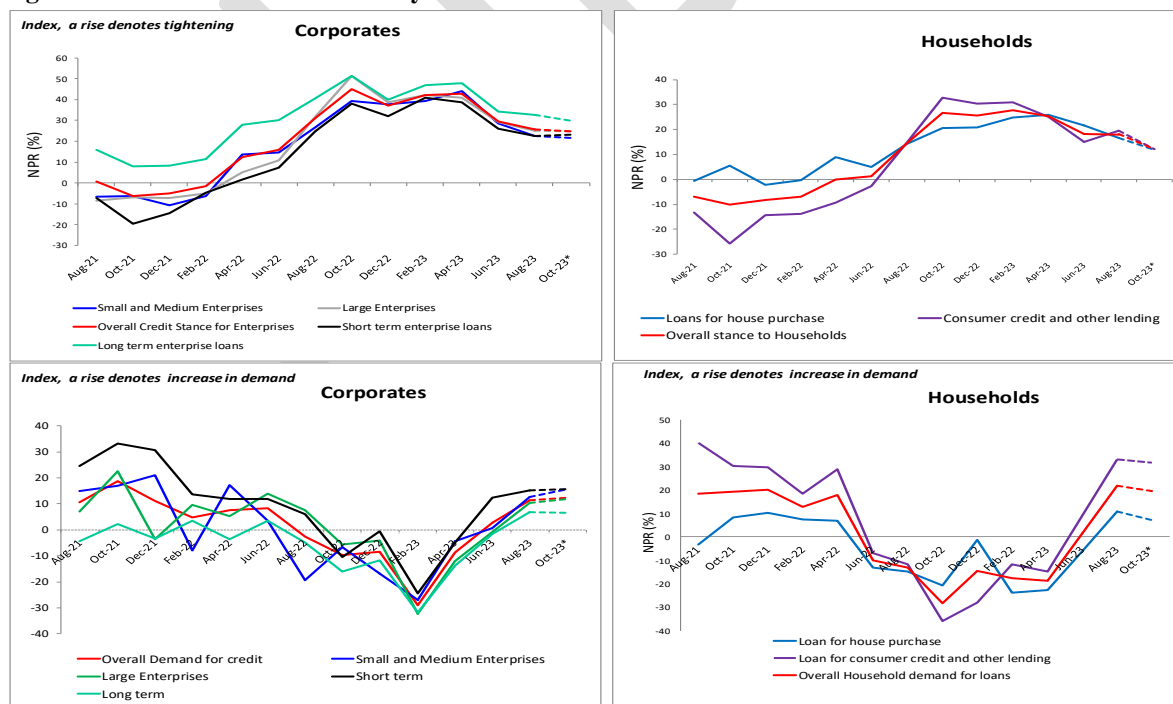 Index, a rise denotes tightening
Corporates
NPR (%)
60
50
40
30
20
10
0
-10
-20
-30
Aug-21
Oct-21
Dec-21
Feb-22
Apr-22
Jun-22
Aug-22
Oct-22
Dec-22
Feb-23
Apr-23
Jun-23
Aug-23
Oct-23*
Small and Medium Enterprises
Large Enterprises
Overall Credit Stance for Enterprises
Short term enterprise loans
Long term enterprise loans
Households
NPR (%)
40
30
20
10
0
-10
-20
-30
Aug-21
Oct-21
Dec-21
Feb-22
Apr-22
Jun-22
Aug-22
Oct-22
Dec-22
Feb-23
Apr-23
Jun-23
Aug-23
Oct-23*
Loans for house purchase
Consumer credit and other lending
Overall stance to Households
Index, a rise denotes increase in demand
Corporates
40
30
20
10
0
-10
-20
-30
-40
Aug-21
Oct-21
Dec-21
Feb-22
Apr-22
Jun-22
Aug-22
Oct-22
Dec-22
Feb-23
Apr-23
Jun-23
Aug-23
Oct-23*
Overall Demand for credit
Small and Medium Enterprises
Large Enterprises
Short term
Long term
Index, a rise denotes increase in demand
Households
NPR (%)
50
40
30
20
10
0
-10
-20
-30
-40
Aug-21
Oct-21
Dec-21
Feb-22
Apr-22
Jun-22
Aug-22
Oct-22
Dec-22
Feb-22
Apr-23
Jun-23
Aug-23
Oct-23*
Loan for house purchase
Loan for consumer credit and other lending
Overall Household demand for loans